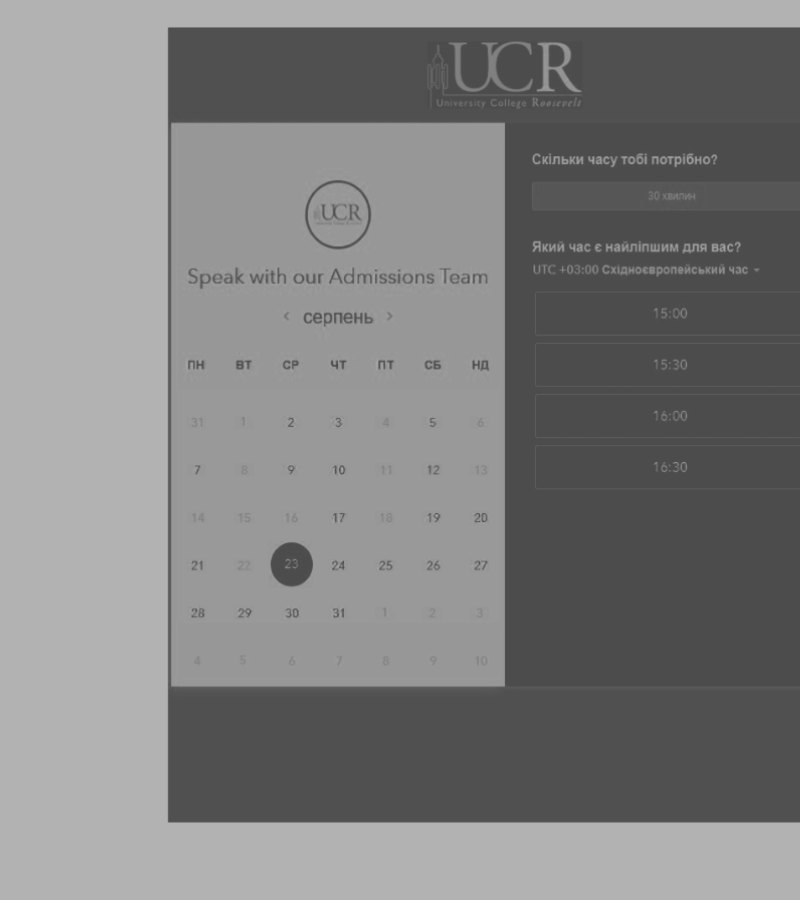 UCR
University College Roosevelt
UCR
Speak with our Admissions Team
< серпень >
ПН ВТ СР ЧТ ПТ СБ НД
31 1 2 3 4 5 6
7 8 9 10 11 12 13
14 15 16 17 18 19 20
21 22 23 24 25 26 27
28 29 30 31 1 2 3
4 5 6 7 8 9 10
Скільки часу тобі потрібно?
30 хвилин
Який час є найліпшим для вас?
UTC +03:00 Східноєвропейський час
15:00
15:30
16:00
16:30